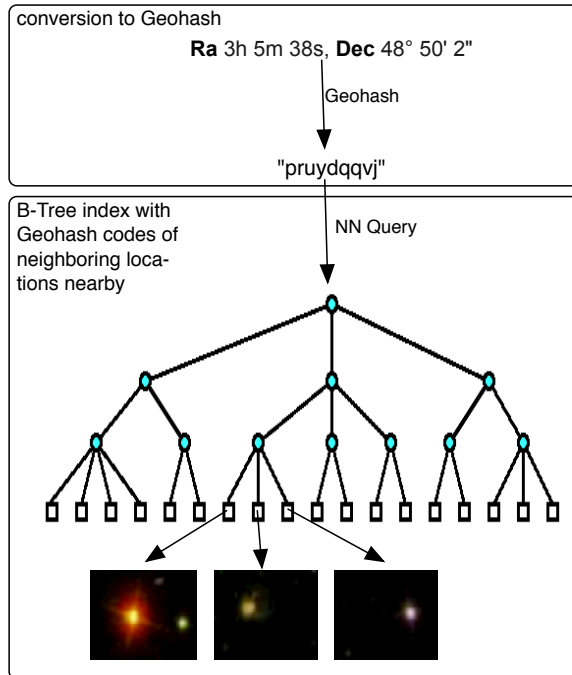 conversion to Geohash
Ra 3h 5m 38s, Dec 48° 50' 2"
Geohash
"pruydqqvj"
B-Tree index with
Geohash codes of
neighboring loca-
tions nearby
NN Query